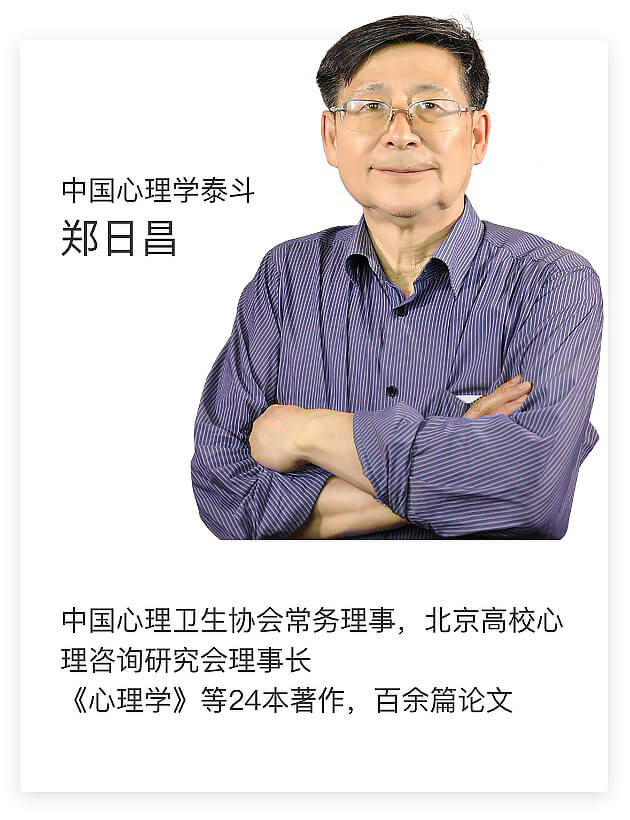 中国心理学泰斗
郑日昌
中国心理卫生协会常务理事，北京高校心
理咨询研究会理事长
《心理学》等24本著作，百余篇论文